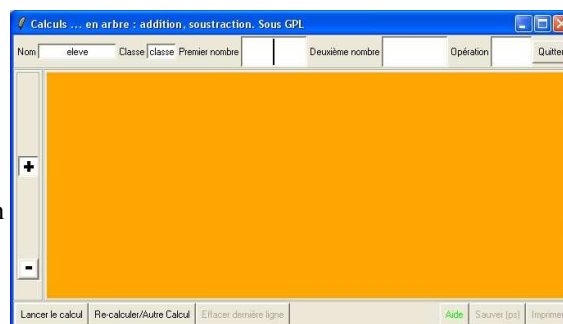 Calculs ... en arbre : addition, soustraction. Sous GPL
Nom eleve Classe classe Premier nombre Deuxième nombre Opération Quitter
+
n
-
Lancer le calcul Re-calculer/Autre Calcul Effacer dernière ligne Aide Sauver (ps) Imprimer